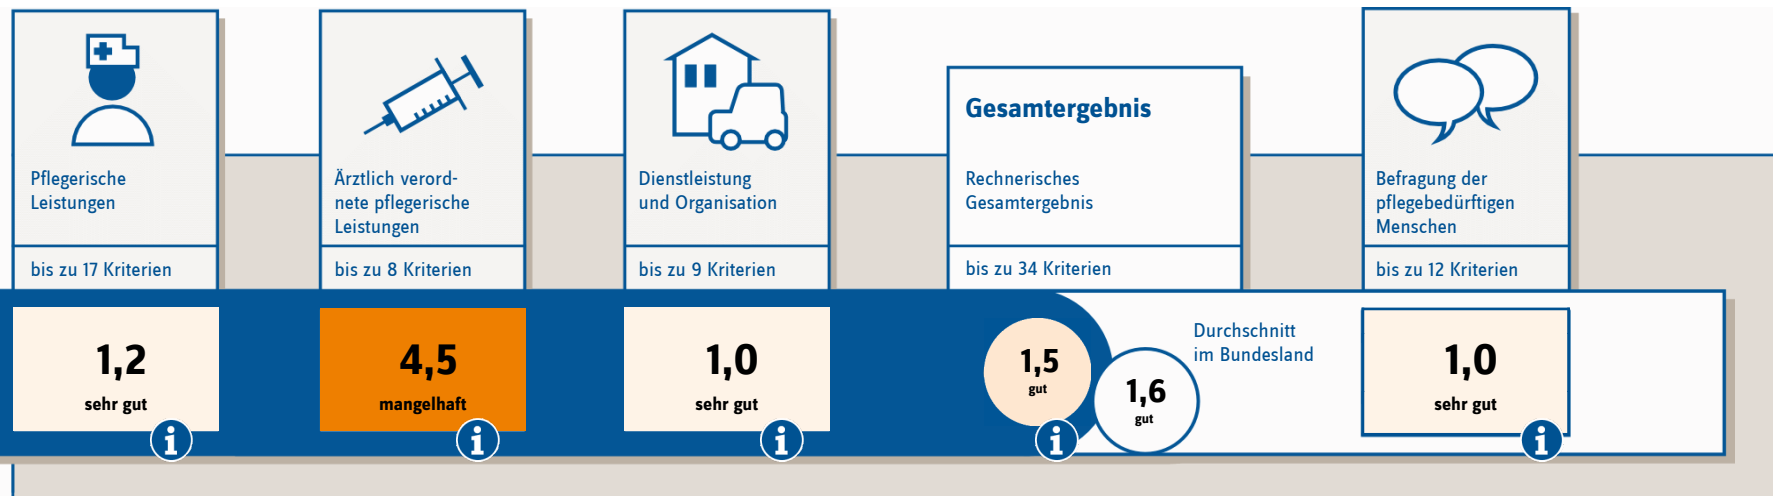 Pflegerische
Leistungen
bis zu 17 Kriterien
1,2
sehr gut
i
Ärztlich verord-
nete pflegerische
Leistungen
bis zu 8 Kriterien
4,5
mangelhaft
i
Dienstleistung
und Organisation
bis zu 9 Kriterien
1,0
sehr gut
i
Gesamtergebnis
Rechnerisches
Gesamtergebnis
bis zu 34 Kriterien
1,5
gut
i
1,6
gut
Durchschnitt
im Bundesland
Befragung der
pflegebedürftigen
Menschen
bis zu 12 Kriterien
1,0
sehr gut
i